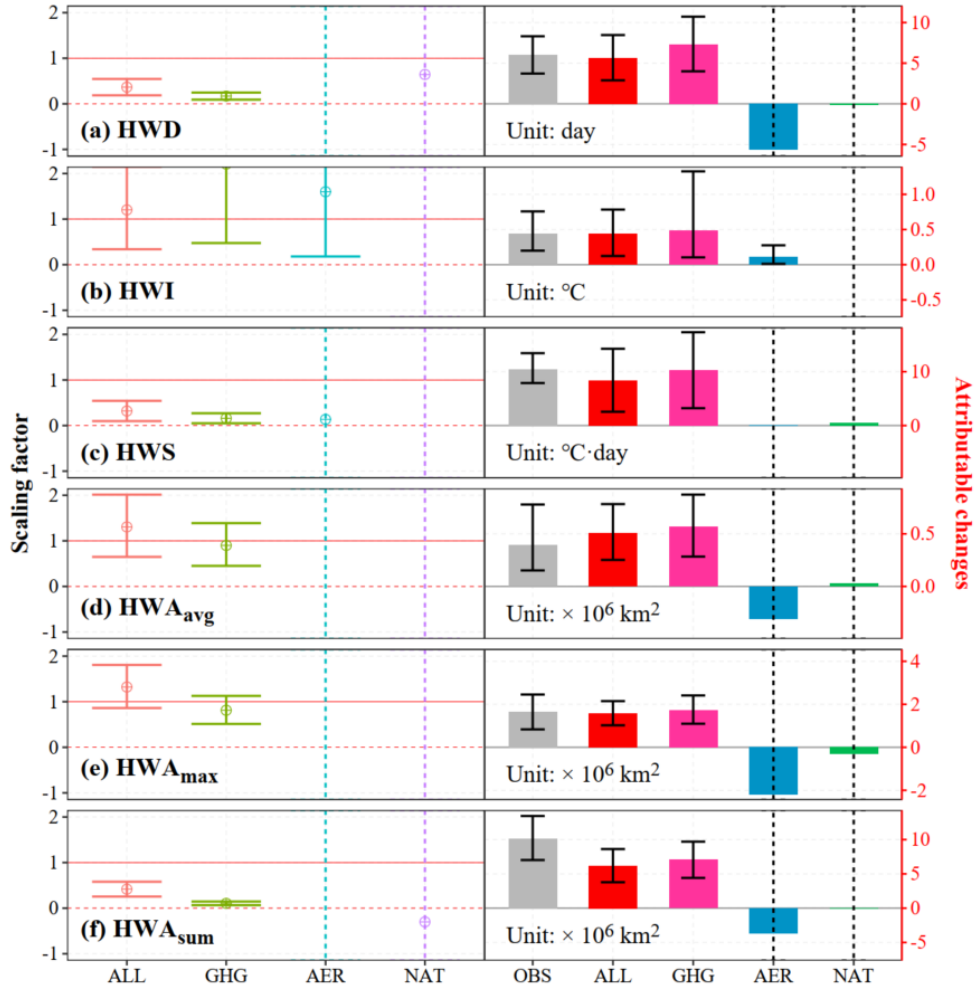 Scaling factor
Attributable changes
2
1
0
-1
(a) HWD
Unit: day
10
5
0
-5
2
1
0
-1
(b) HWI
Unit: °C
1.0
0.5
0.0
-0.5
2
1
0
-1
(c) HWS
Unit: °C·day
10
0
2
1
0
-1
(d) HWAavg
Unit: × 10⁶ km²
0.5
0.0
2
1
0
-1
(e) HWAmax
Unit: × 10⁶ km²
4
2
0
-2
2
1
0
-1
(f) HWAsum
Unit: × 10⁶ km²
10
5
0
-5
ALL GHG AER NAT OBS ALL GHG AER NAT